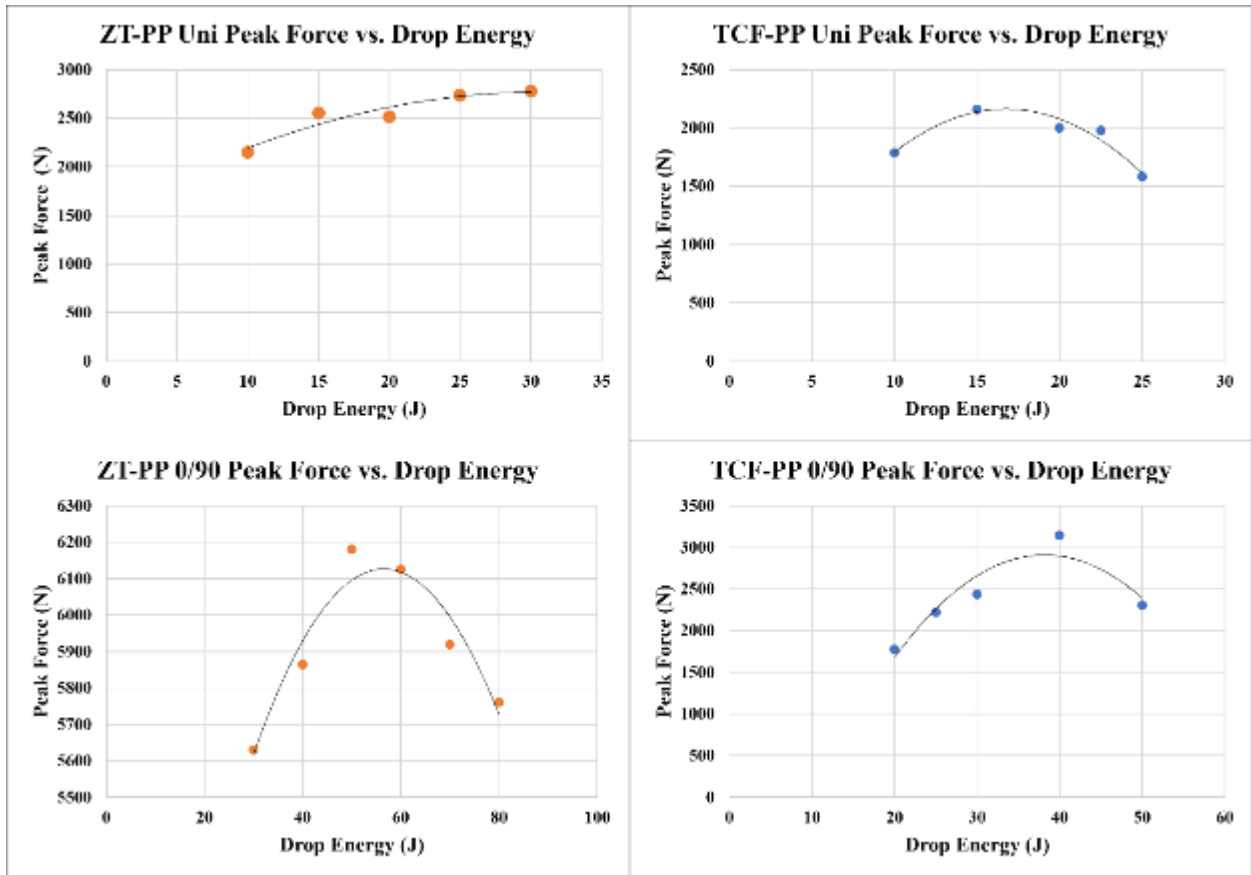 ZT-PP Uni Peak Force vs. Drop Energy
3000
2500
2000
1500
1000
500
0
Peak Force (N)
0 5 10 15 20 25 30 35
Drop Energy (J)
TCF-PP Uni Peak Force vs. Drop Energy
2500
2000
1500
1000
500
0
Peak Force (N)
0 5 10 15 20 25 30
Drop Energy (J)
ZT-PP 0/90 Peak Force vs. Drop Energy
6300
6200
6100
6000
5900
5800
5700
5600
5500
Peak Force (N)
0 20 40 60 80 100
Drop Energy (J)
TCF-PP 0/90 Peak Force vs. Drop Energy
3500
3000
2500
2000
1500
1000
500
0
Peak Force (N)
0 10 20 30 40 50 60
Drop Energy (J)